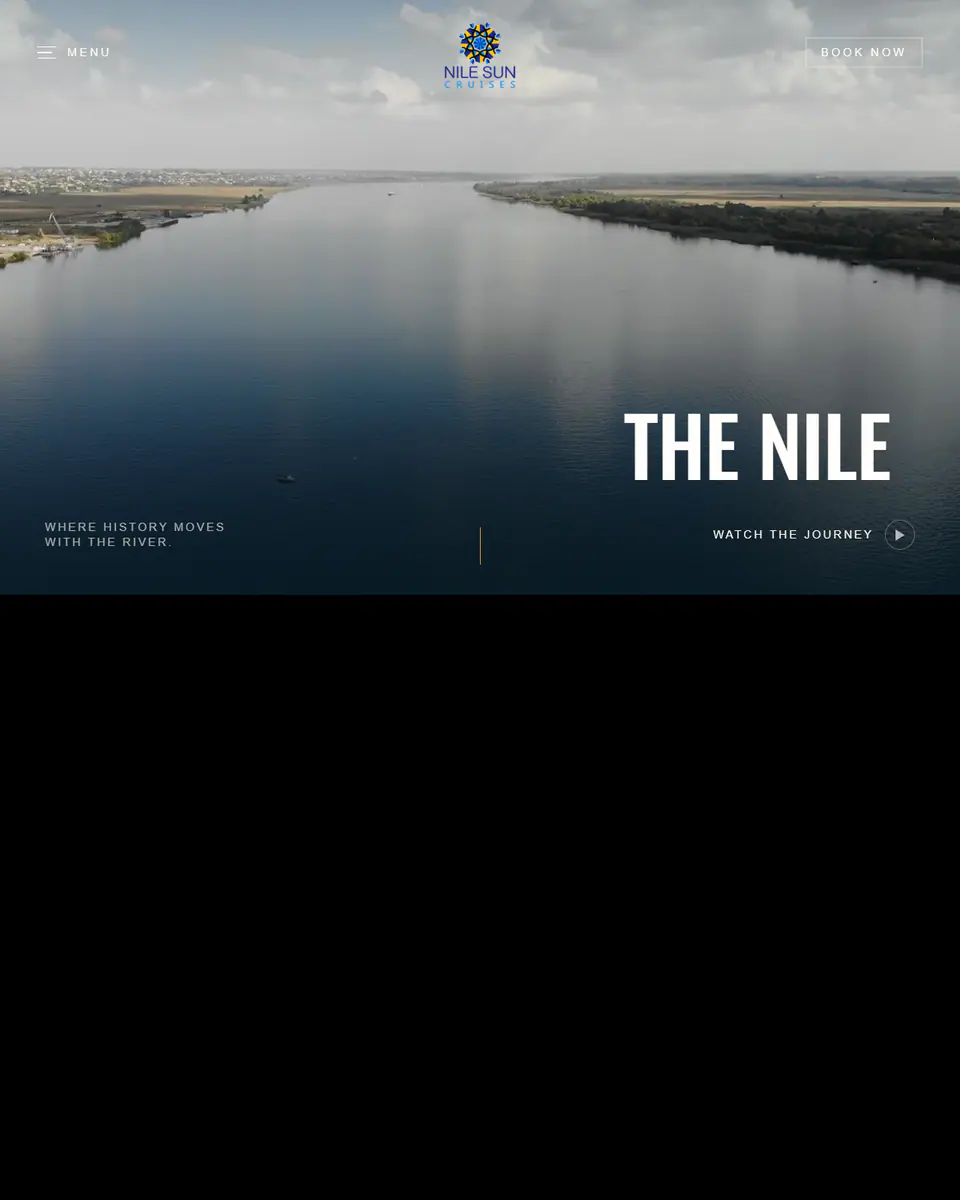 MENU
NILE SUN
CRUISES
BOOK NOW
THE NILE
WHERE HISTORY MOVES
WITH THE RIVER.
WATCH THE JOURNEY